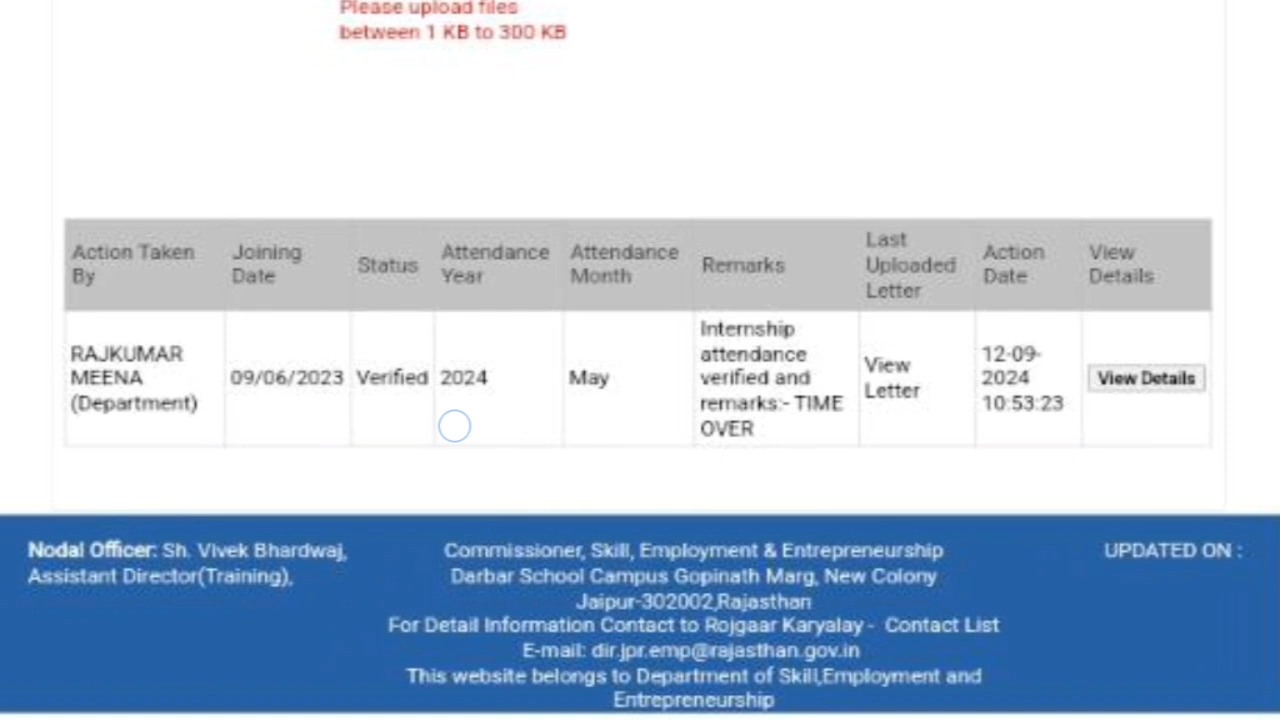 Please upload files
between 1 KB to 300 KB
Action Taken
By
Joining
Date
Status
Attendance
Year
Attendance
Month
Remarks
Last
Uploaded
Letter
Action
Date
View
Details
RAJKUMAR
MEENA
(Department)
09/06/2023
Verified
2024
May
Internship
attendance
verified and
remarks:- TIME
OVER
View
Letter
12-09-
2024
10:53:23
View Details
Nodal Officer: Sh. Vivek Bhardwaj,
Assistant Director(Training),
Commissioner, Skill, Employment & Entrepreneurship
Darbar School Campus Gopinath Marg, New Colony
Jaipur-302002,Rajasthan
For Detail Information Contact to Rojgaar Karyalay - Contact List
E-mail: dir.jpr.emp@rajasthan.gov.in
This website belongs to Department of Skill,Employment and
Entrepreneurship
UPDATED ON :